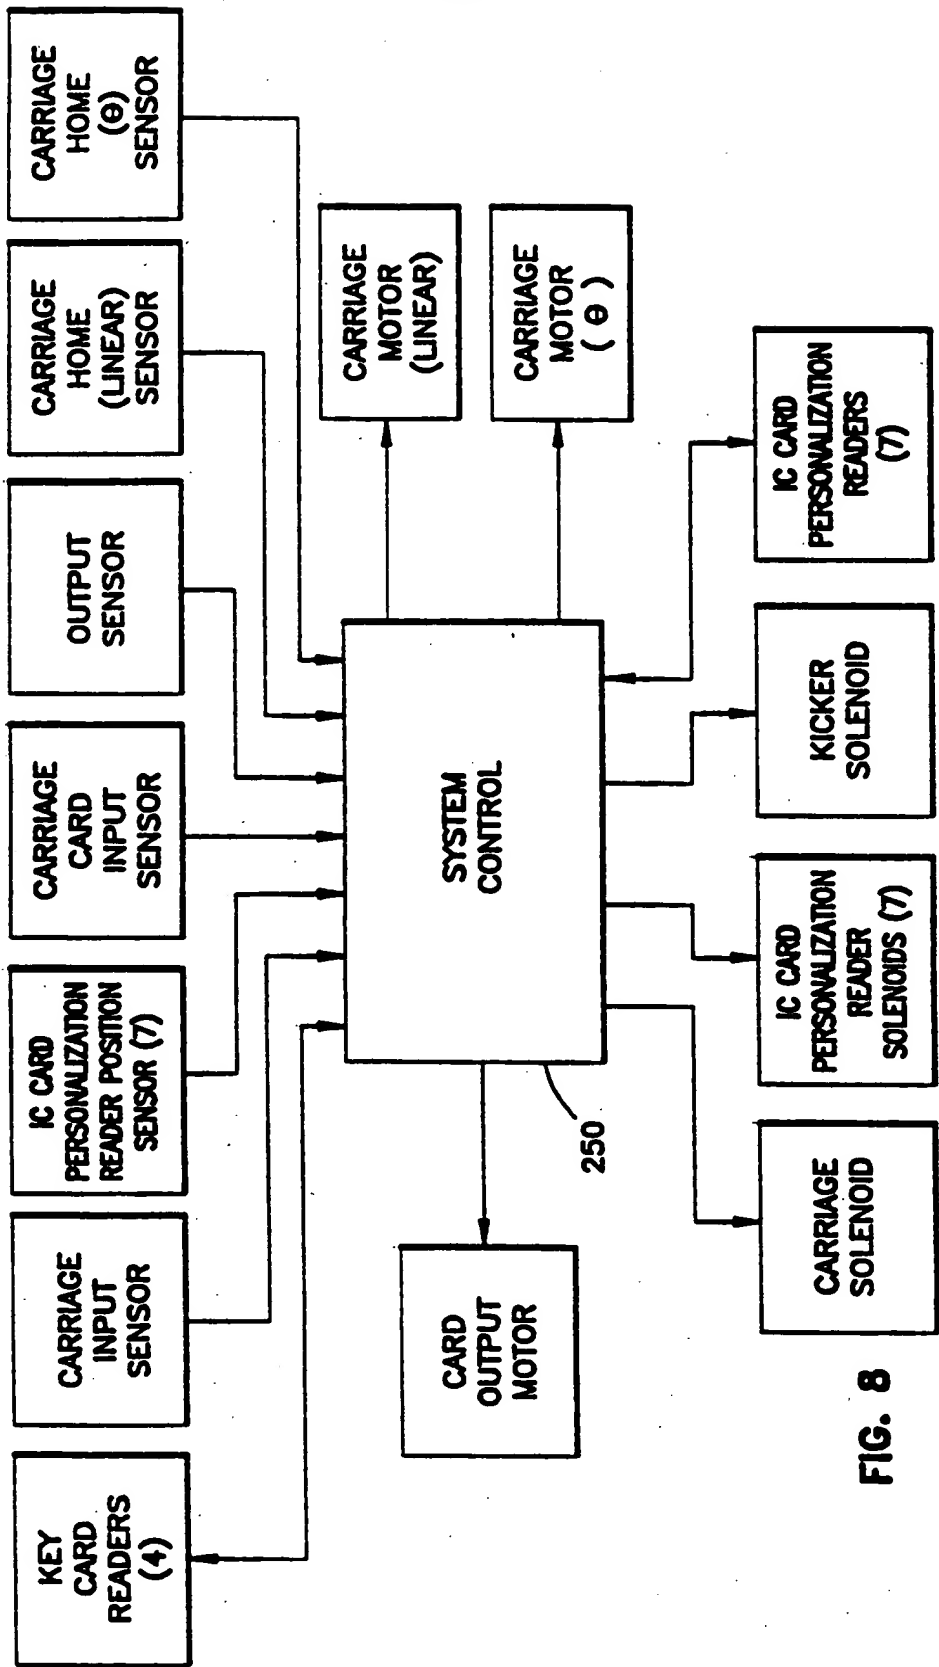 KEY
CARD
READERS
(4)
CARRIAGE
INPUT
SENSOR
IC CARD
PERSONALIZATION
READER POSITION
SENSOR (7)
CARRIAGE
CARD
INPUT
SENSOR
OUTPUT
SENSOR
CARRIAGE
HOME
(LINEAR)
SENSOR
CARRIAGE
HOME
(θ)
SENSOR
CARD
OUTPUT
MOTOR
250
SYSTEM
CONTROL
CARRIAGE
MOTOR
(LINEAR)
CARRIAGE
MOTOR
( θ )
CARRIAGE
SOLENOID
IC CARD
PERSONALIZATION
READER
SOLENOIDS (7)
KICKER
SOLENOID
IC CARD
PERSONALIZATION
READERS
(7)
FIG. 8